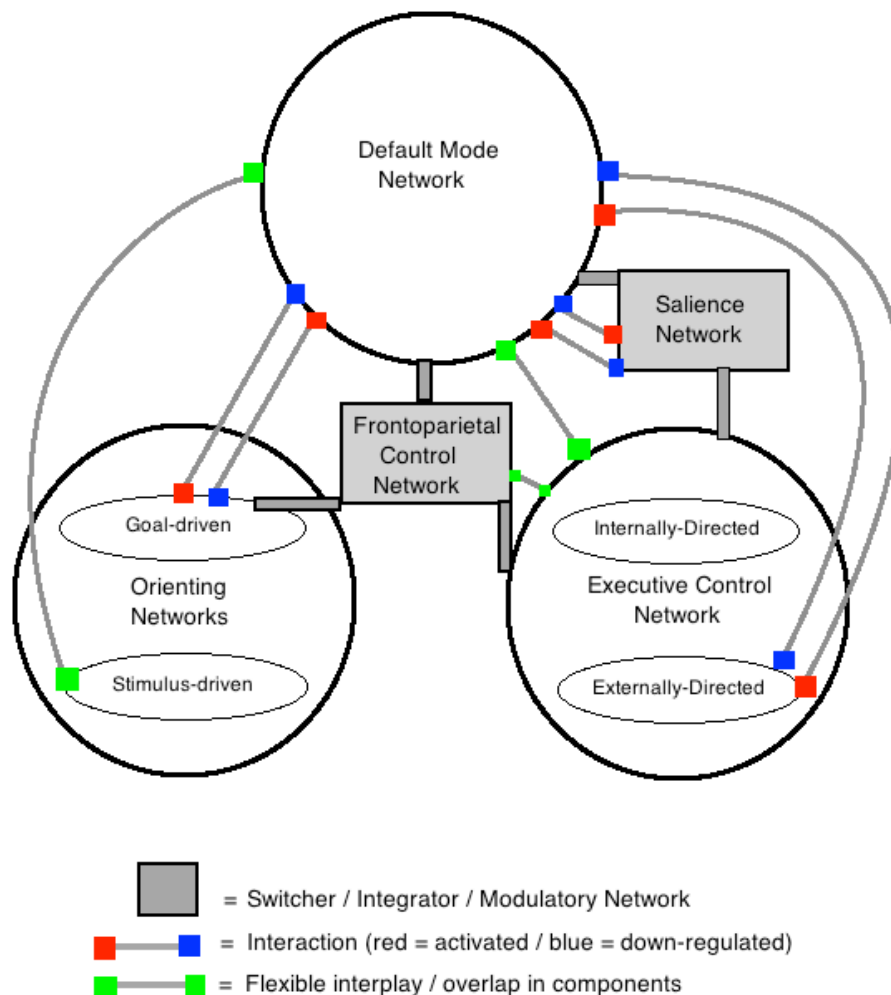 Default Mode
Network
Salience
Network
Frontoparietal
Control
Network
Goal-driven
Orienting
Networks
Stimulus-driven
Internally-Directed
Executive Control
Network
Externally-Directed
= Switcher / Integrator / Modulatory Network
= Interaction (red = activated / blue = down-regulated)
= Flexible interplay / overlap in components